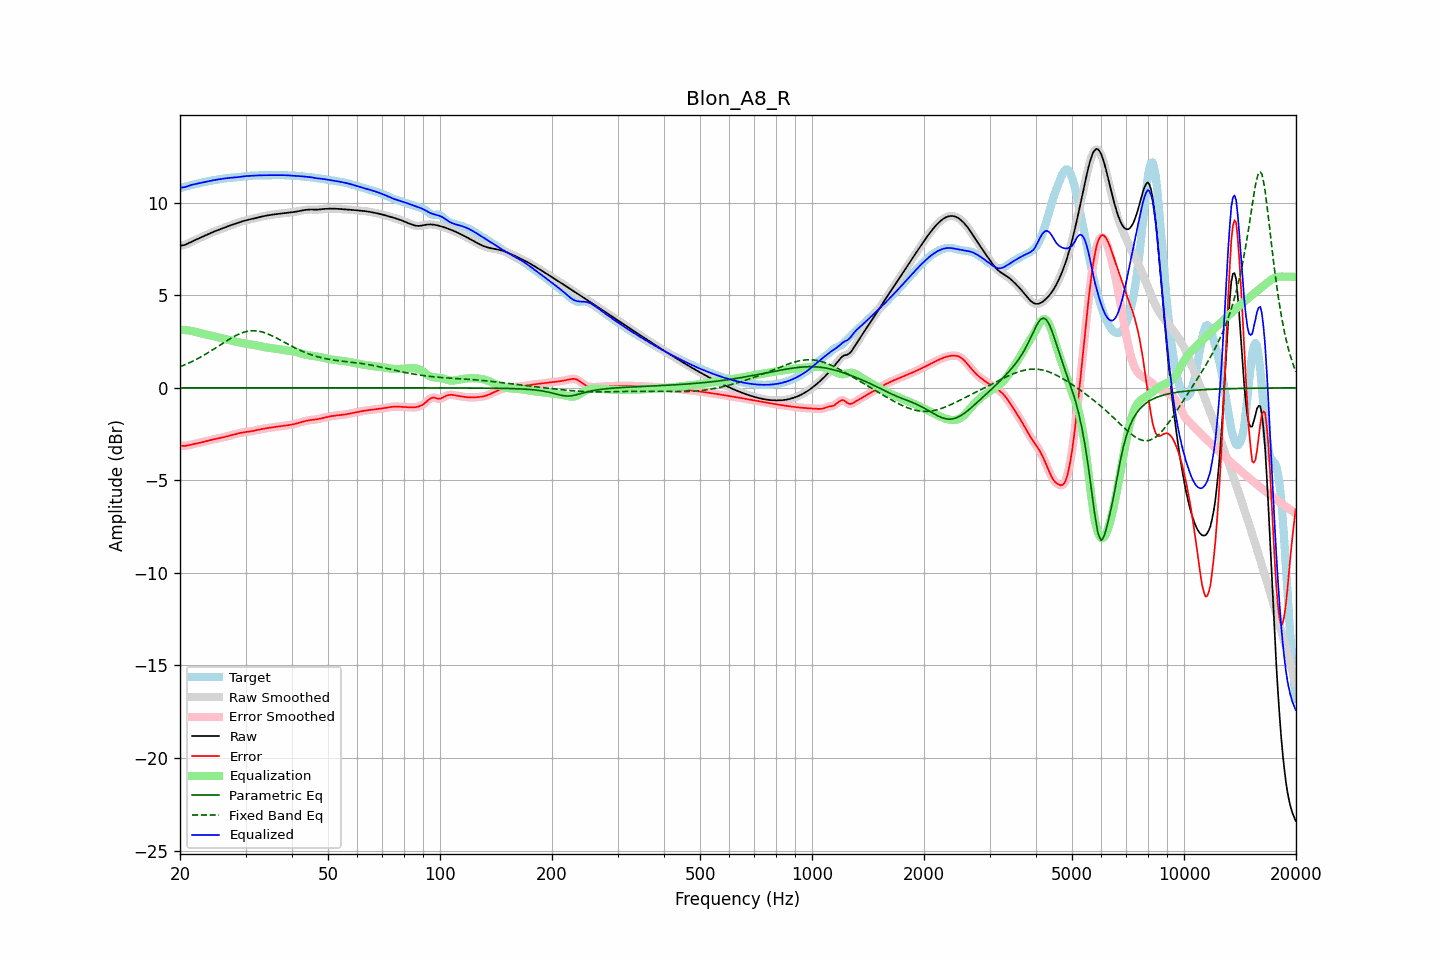 Blon_A8_R
Amplitude (dBr)
10
5
0
−5
−10
−15
−20
−25
Target
Raw Smoothed
Error Smoothed
Raw
Error
Equalization
Parametric Eq
Fixed Band Eq
Equalized
20 50 100 200 500 1000 2000 5000 10000 20000
Frequency (Hz)